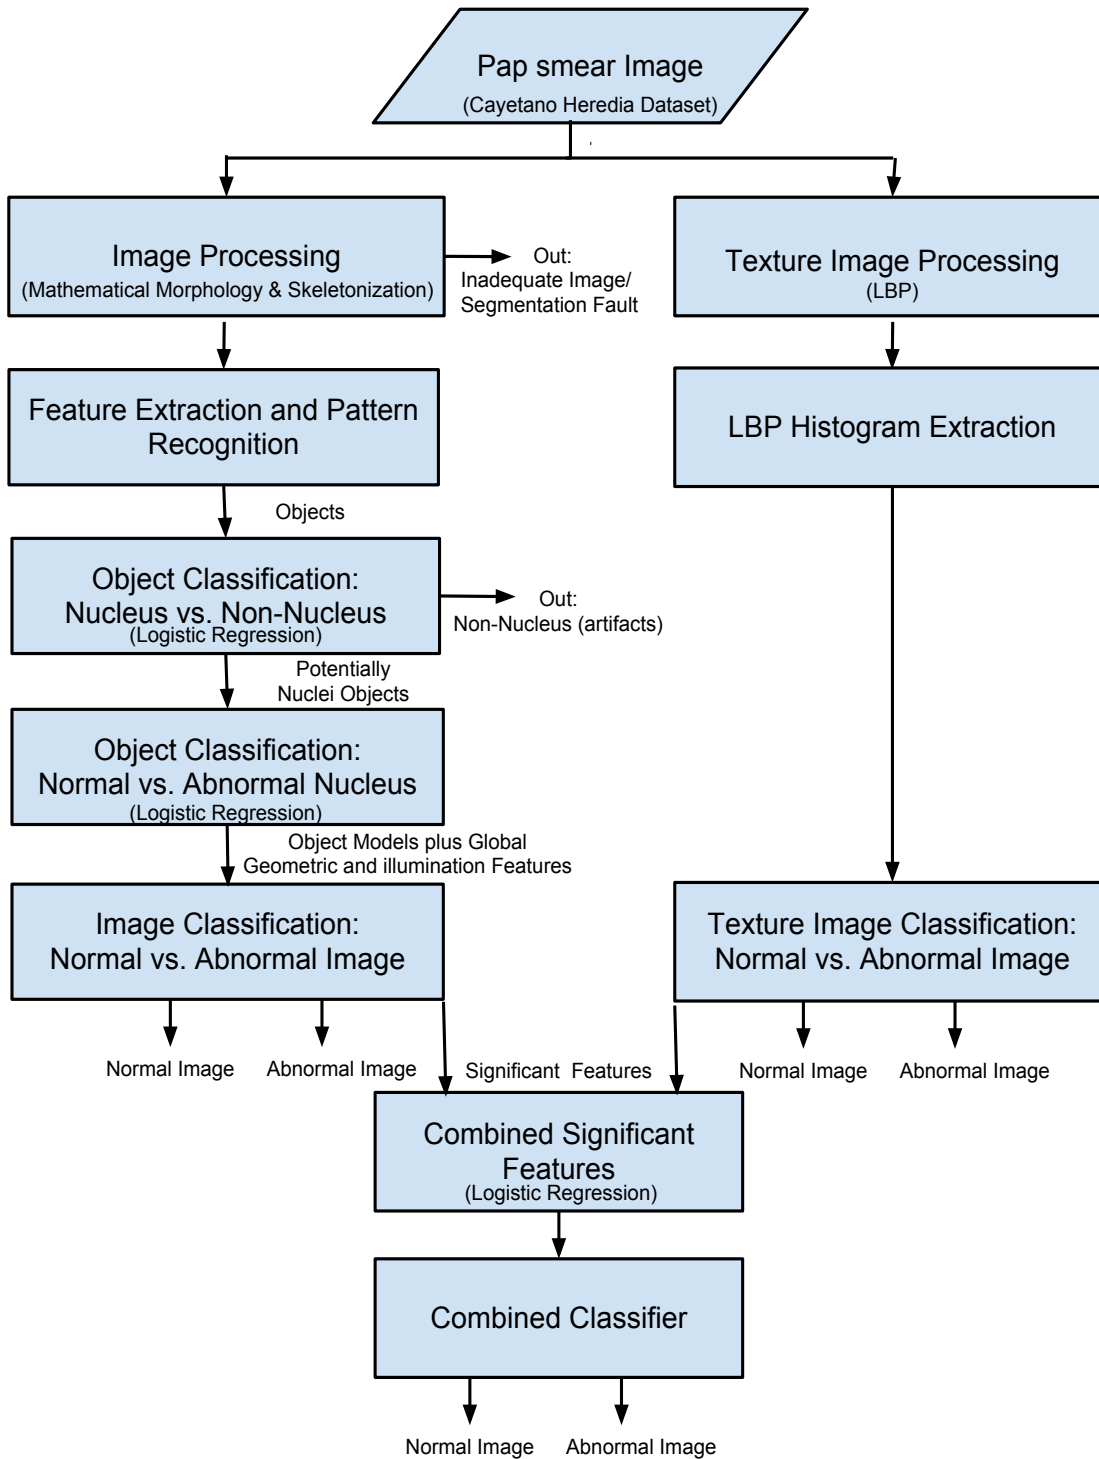 Pap smear Image
(Cayetano Heredia Dataset)
Image Processing
(Mathematical Morphology & Skeletonization)
Out:
Inadequate Image/
Segmentation Fault
Texture Image Processing
(LBP)
Feature Extraction and Pattern
Recognition
LBP Histogram Extraction
Objects
Object Classification:
Nucleus vs. Non-Nucleus
(Logistic Regression)
Out:
Non-Nucleus (artifacts)
Potentially
Nuclei Objects
Object Classification:
Normal vs. Abnormal Nucleus
(Logistic Regression)
Object Models plus Global
Geometric and illumination Features
Image Classification:
Normal vs. Abnormal Image
Texture Image Classification:
Normal vs. Abnormal Image
Normal Image
Abnormal Image
Significant Features
Normal Image
Abnormal Image
Combined Significant
Features
(Logistic Regression)
Combined Classifier
Normal Image
Abnormal Image